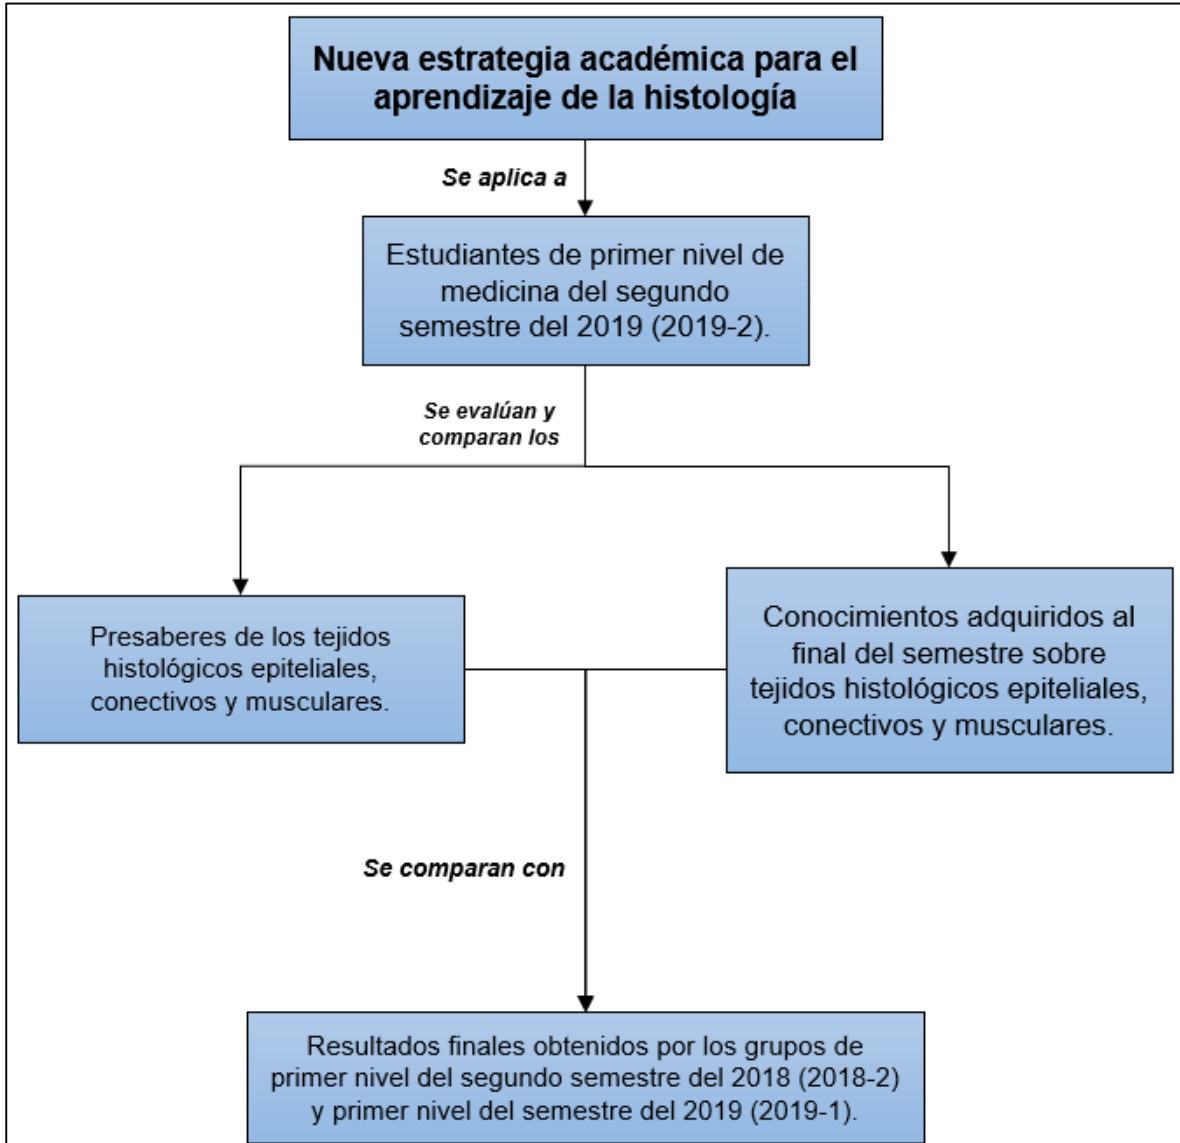 Nueva estrategia académica para el
aprendizaje de la histología
Se aplica a
Estudiantes de primer nivel de
medicina del segundo
semestre del 2019 (2019-2).
Se evalúan y
comparan los
Presaberes de los tejidos
histológicos epiteliales,
conectivos y musculares.
Conocimientos adquiridos al
final del semestre sobre
tejidos histológicos epiteliales,
conectivos y musculares.
Se comparan con
Resultados finales obtenidos por los grupos de
primer nivel del segundo semestre del 2018 (2018-2)
y primer nivel del semestre del 2019 (2019-1).